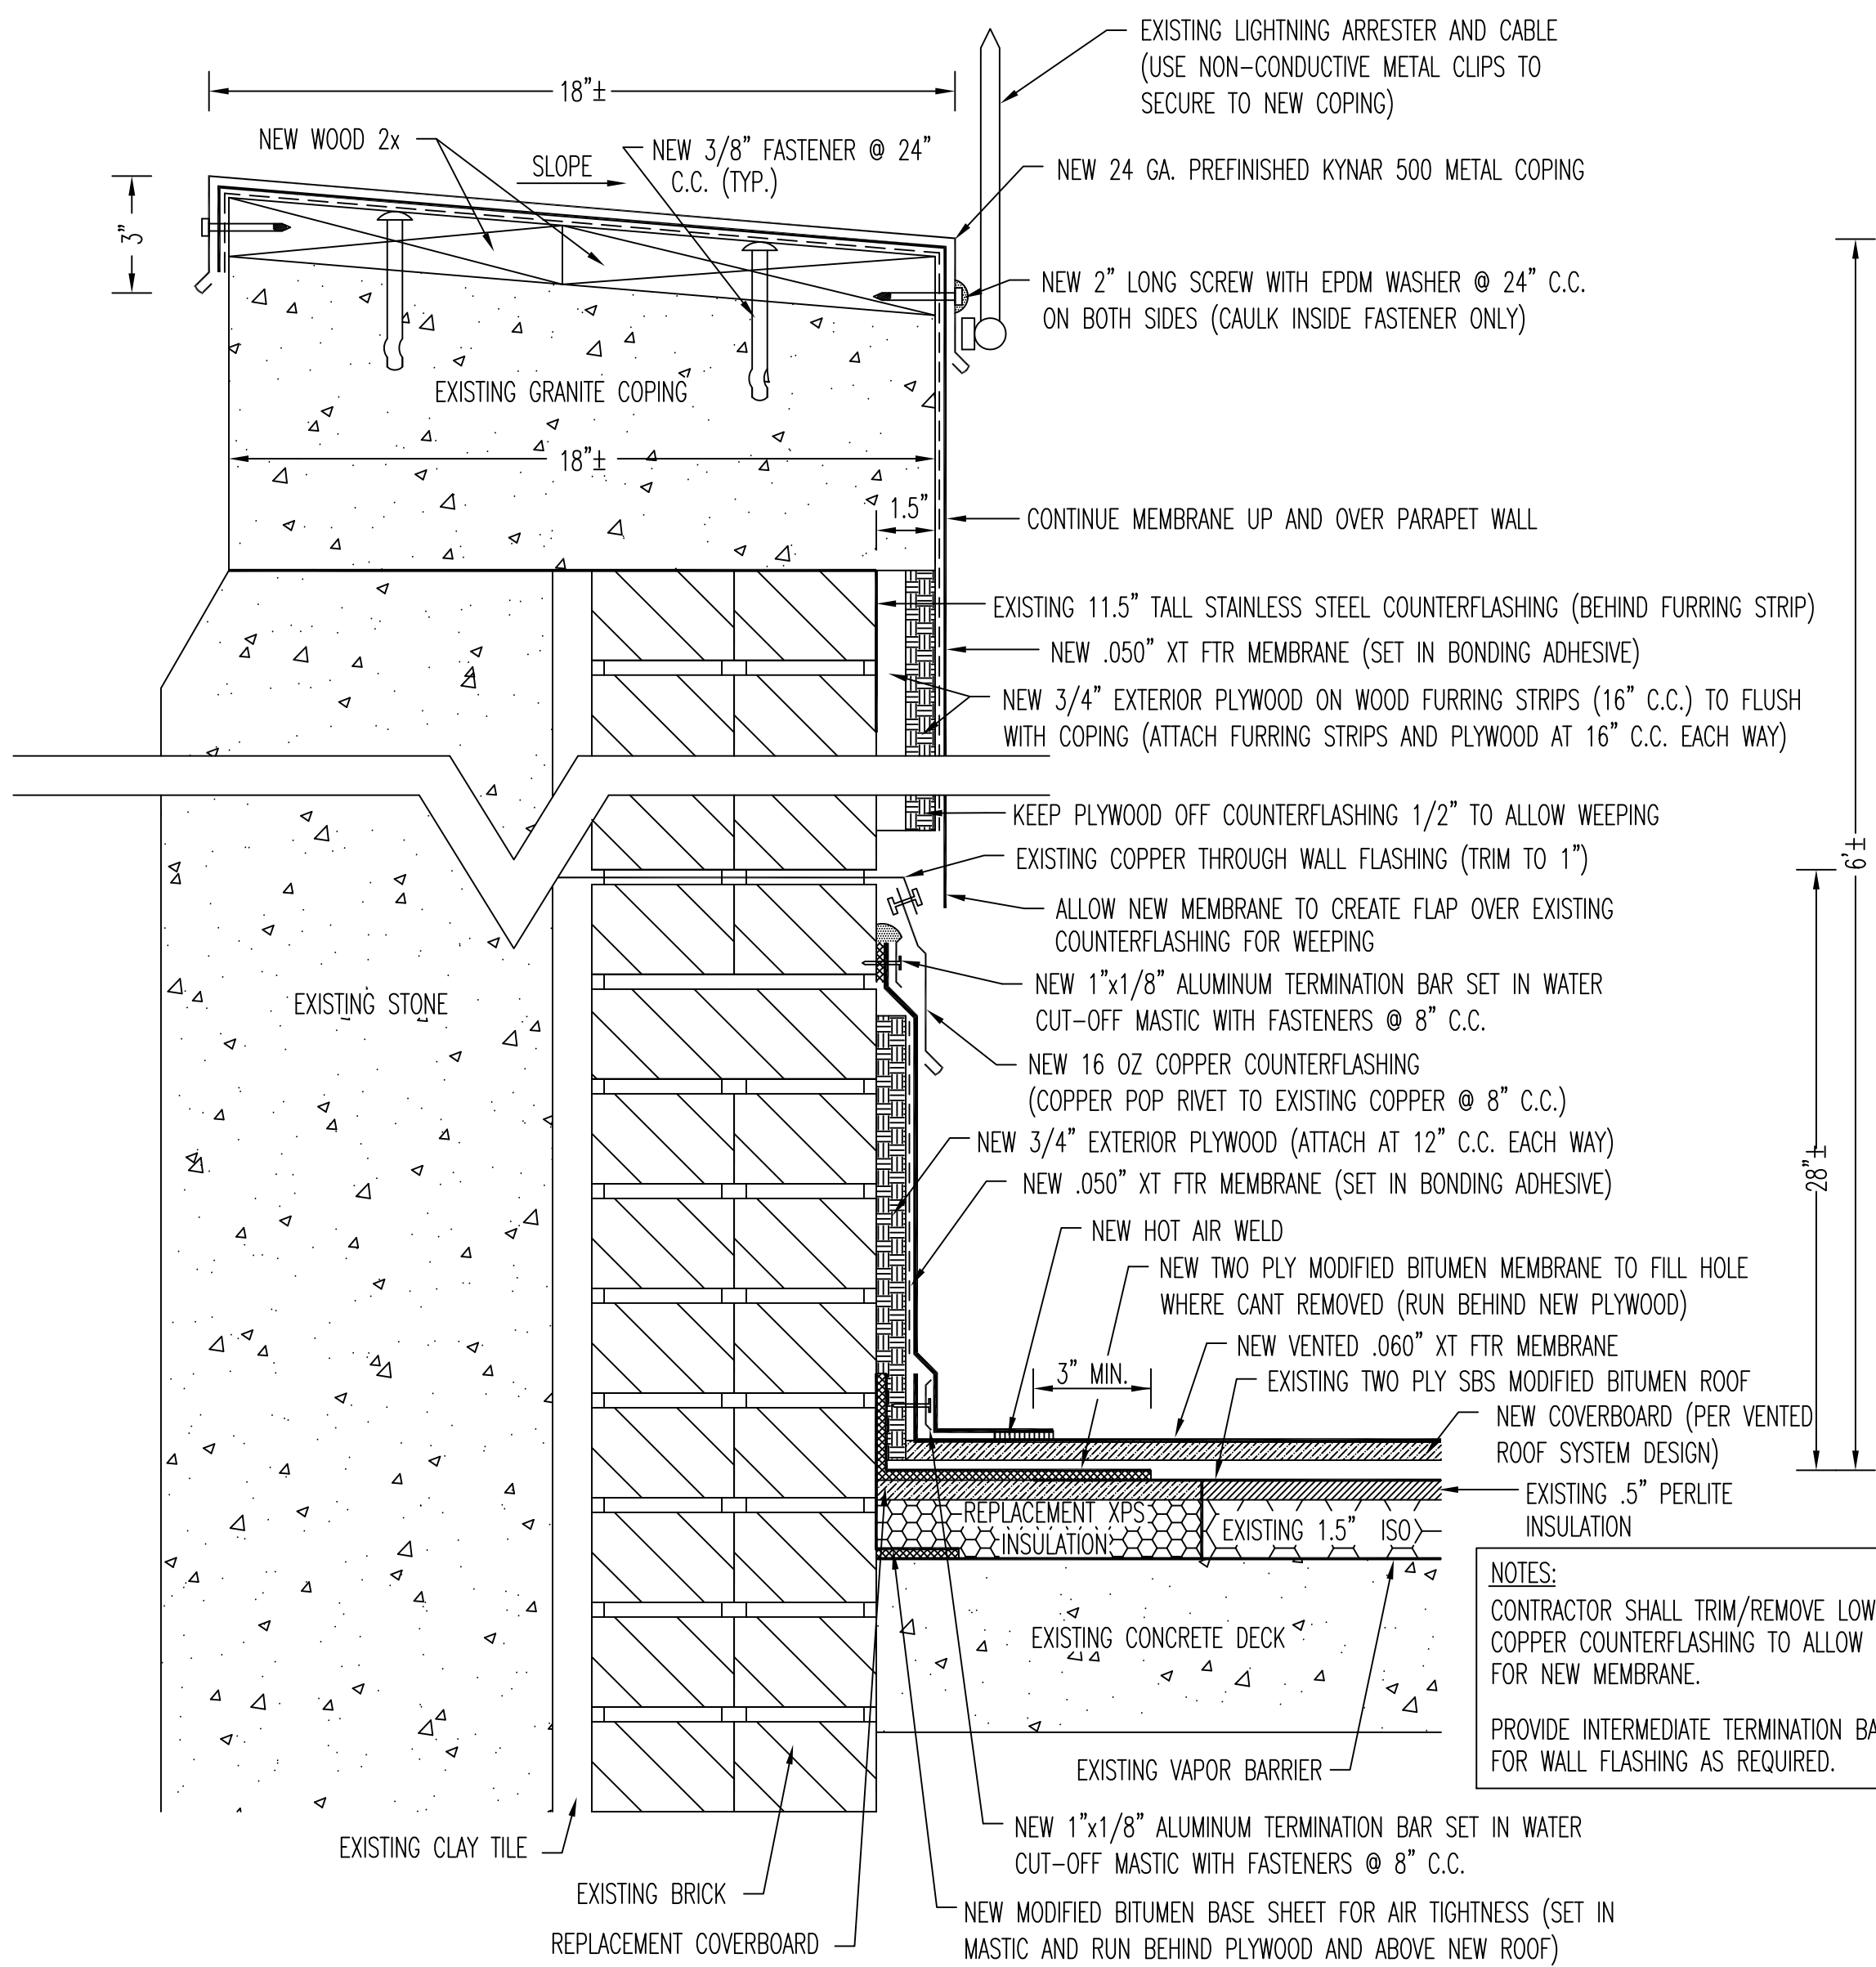 EXISTING LIGHTNING ARRESTER AND CABLE
(USE NON-CONDUCTIVE METAL CLIPS TO
SECURE TO NEW COPING)
18"±
NEW WOOD 2x
SLOPE
NEW 3/8" FASTENER @ 24"
C.C. (TYP.)
NEW 24 GA. PREFINISHED KYNAR 500 METAL COPING
3"
NEW 2" LONG SCREW WITH EPDM WASHER @ 24" C.C.
ON BOTH SIDES (CAULK INSIDE FASTENER ONLY)
EXISTING GRANITE COPING
18"±
1.5"
CONTINUE MEMBRANE UP AND OVER PARAPET WALL
EXISTING 11.5" TALL STAINLESS STEEL COUNTERFLASHING (BEHIND FURRING STRIP)
NEW .050" XT FTR MEMBRANE (SET IN BONDING ADHESIVE)
NEW 3/4" EXTERIOR PLYWOOD ON WOOD FURRING STRIPS (16" C.C.) TO FLUSH
WITH COPING (ATTACH FURRING STRIPS AND PLYWOOD AT 16" C.C. EACH WAY)
KEEP PLYWOOD OFF COUNTERFLASHING 1/2" TO ALLOW WEEPING
6'±
EXISTING COPPER THROUGH WALL FLASHING (TRIM TO 1")
ALLOW NEW MEMBRANE TO CREATE FLAP OVER EXISTING
COUNTERFLASHING FOR WEEPING
EXISTING STONE
NEW 1"x1/8" ALUMINUM TERMINATION BAR SET IN WATER
CUT-OFF MASTIC WITH FASTENERS @ 8" C.C.
NEW 16 OZ COPPER COUNTERFLASHING
(COPPER POP RIVET TO EXISTING COPPER @ 8" C.C.)
NEW 3/4" EXTERIOR PLYWOOD (ATTACH AT 12" C.C. EACH WAY)
28"±
NEW .050" XT FTR MEMBRANE (SET IN BONDING ADHESIVE)
NEW HOT AIR WELD
NEW TWO PLY MODIFIED BITUMEN MEMBRANE TO FILL HOLE
WHERE CANT REMOVED (RUN BEHIND NEW PLYWOOD)
NEW VENTED .060" XT FTR MEMBRANE
3" MIN.
EXISTING TWO PLY SBS MODIFIED BITUMEN ROOF
NEW COVERBOARD (PER VENTED
ROOF SYSTEM DESIGN)
EXISTING .5" PERLITE
INSULATION
REPLACEMENT XPS
INSULATION
EXISTING 1.5" ISO
NOTES:
CONTRACTOR SHALL TRIM/REMOVE LOW
COPPER COUNTERFLASHING TO ALLOW
FOR NEW MEMBRANE.
PROVIDE INTERMEDIATE TERMINATION BA
FOR WALL FLASHING AS REQUIRED.
EXISTING CONCRETE DECK
EXISTING VAPOR BARRIER
NEW 1"x1/8" ALUMINUM TERMINATION BAR SET IN WATER
CUT-OFF MASTIC WITH FASTENERS @ 8" C.C.
EXISTING CLAY TILE
EXISTING BRICK
NEW MODIFIED BITUMEN BASE SHEET FOR AIR TIGHTNESS (SET IN
MASTIC AND RUN BEHIND PLYWOOD AND ABOVE NEW ROOF)
REPLACEMENT COVERBOARD